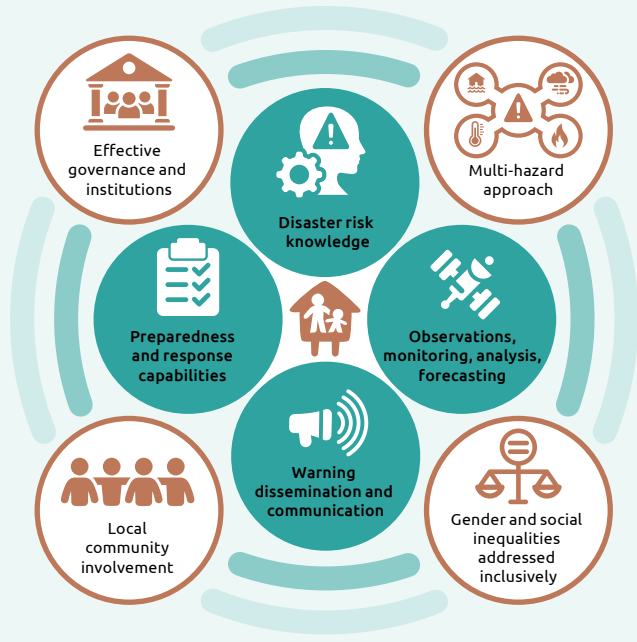 Effective
governance and
institutions
Multi-hazard
approach
Disaster risk
knowledge
Preparedness
and response
capabilities
Observations,
monitoring, analysis,
forecasting
Warning
dissemination and
communication
Local
community
involvement
Gender and social
inequalities
addressed
inclusively